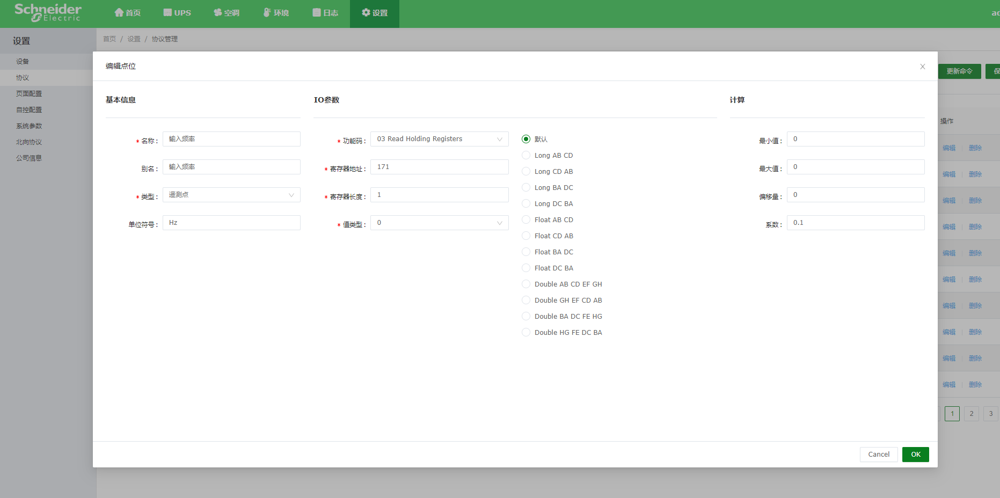 Schneider
Electric
首页
UPS
空调
环境
日志
设置
设置
首页 / 设置 / 协议管理
设备
协议
页面配置
自控配置
系统参数
北向协议
公司信息
更新命令
编辑点位
基本信息
* 名称 : 输入频率
别名 : 输入频率
* 类型 : 遥测点
单位符号 : Hz
IO参数
* 功能码 : 03 Read Holding Registers
* 寄存器地址 : 171
* 寄存器长度 : 1
* 值类型 : 0
默认
Long AB CD
Long CD AB
Long BA DC
Long DC BA
Float AB CD
Float CD AB
Float BA DC
Float DC BA
Double AB CD EF GH
Double GH EF CD AB
Double BA DC FE HG
Double HG FE DC BA
计算
最小值 : 0
最大值 : 0
偏移量 : 0
系数 : 0.1
操作
编辑 删除
编辑 删除
编辑 删除
编辑 删除
编辑 删除
编辑 删除
编辑 删除
编辑 删除
编辑 删除
编辑 删除
1 2 3
Cancel OK